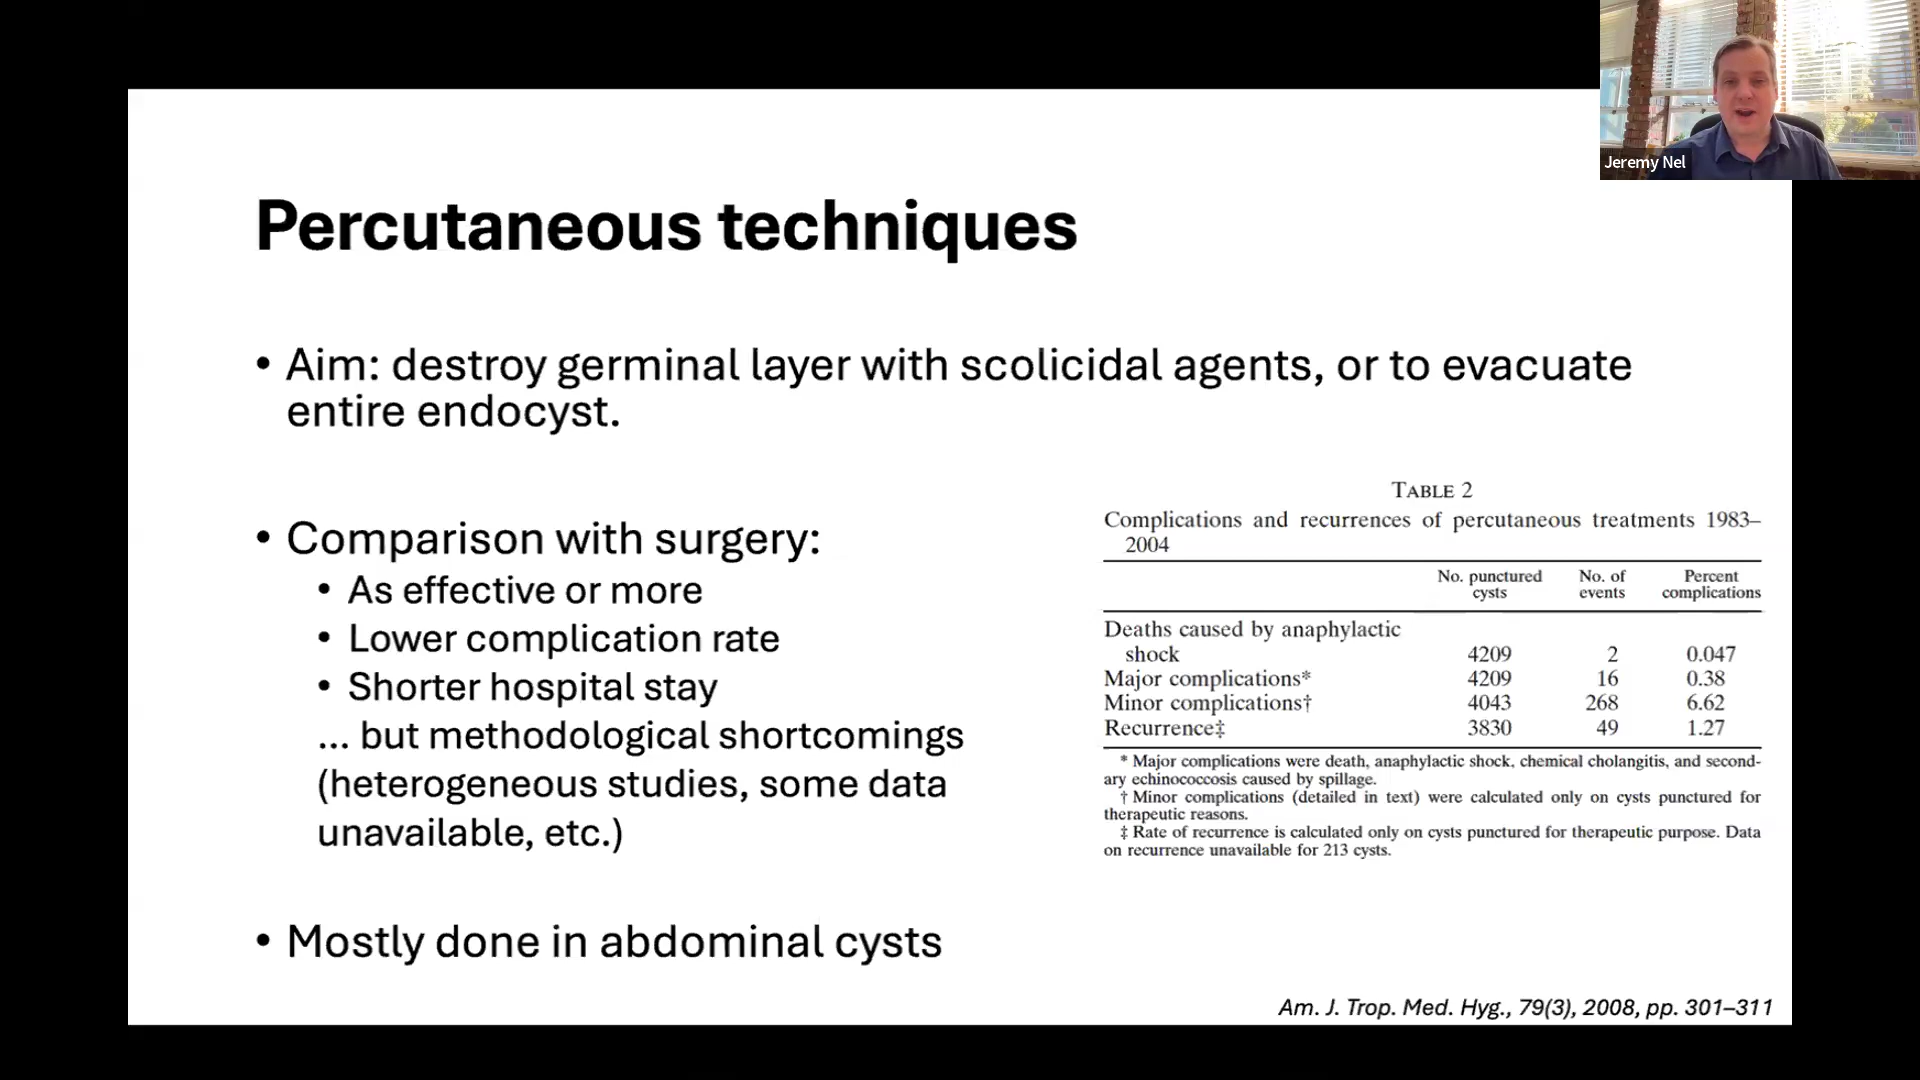 Jeremy Nel
Percutaneous techniques
• Aim: destroy germinal layer with scolicidal agents, or to evacuate
entire endocyst.
• Comparison with surgery:
• As effective or more
• Lower complication rate
• Shorter hospital stay
... but methodological shortcomings
(heterogeneous studies, some data
unavailable, etc.)
• Mostly done in abdominal cysts
TABLE 2
Complications and recurrences of percutaneous treatments 1983–
2004
No. punctured cysts No. of events Percent complications
Deaths caused by anaphylactic
shock 4209 2 0.047
Major complications* 4209 16 0.38
Minor complications† 4043 268 6.62
Recurrence‡ 3830 49 1.27
* Major complications were death, anaphylactic shock, chemical cholangitis, and second-
ary echinococcosis caused by spillage.
† Minor complications (detailed in text) were calculated only on cysts punctured for
therapeutic reasons.
‡ Rate of recurrence is calculated only on cysts punctured for therapeutic purpose. Data
on recurrence unavailable for 213 cysts.
Am. J. Trop. Med. Hyg., 79(3), 2008, pp. 301–311